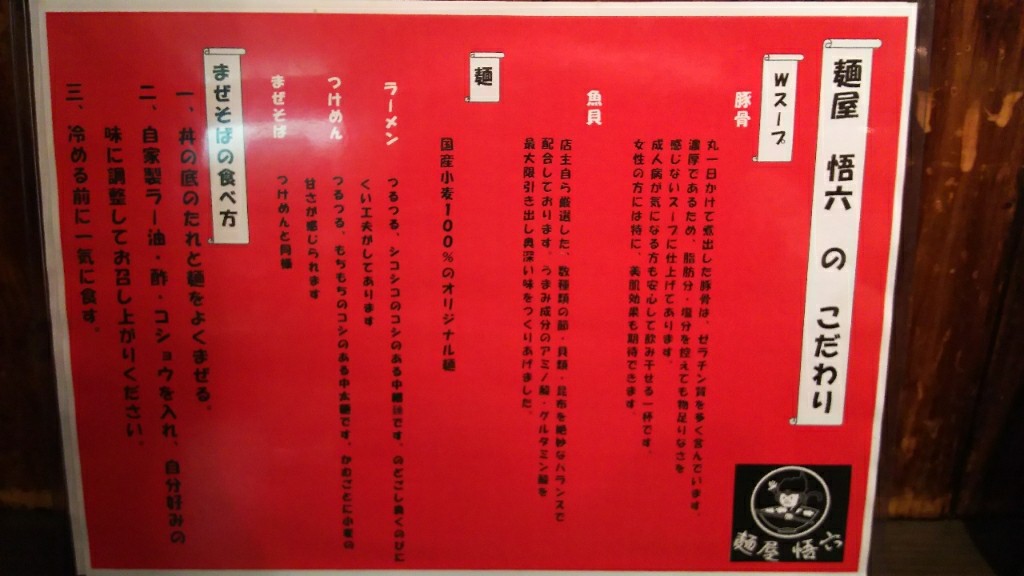 麺屋 悟六 の こだわり
Wスープ
豚骨
丸一日かけて煮出した豚骨は、ゼラチン質を多く含んでいます。
濃厚であるため、脂肪分・塩分を控えても物足りなさを
感じないスープに仕上げてあります。
成人病が気になる方も安心して飲み干せる一杯です。
女性の方には特に、美肌効果も期待できます。
魚貝
店主自ら厳選した、数種類の節・貝類・昆布を絶妙なバランスで
配合しております。うまみ成分のアミノ酸・グルタミン酸を
最大限引き出し奥深い味をつくりあげました。
麺
国産小麦100%のオリジナル麺
ラーメン
つるつる、シコシコのコシのある中細麺です。のどごし良くのびに
くい工夫がしてあります
つけめん
つるつる、もちもちのコシのある中太麺です。かむごとに小麦の
甘さが感じられます
まぜそば
つけめんと同様
まぜそばの食べ方
一、丼の底のたれと麺をよくまぜる。
二、自家製ラー油・酢・コショウを入れ、自分好みの
味に調整してお召し上がりください。
三、冷める前に一気に食す。
麺屋 悟六